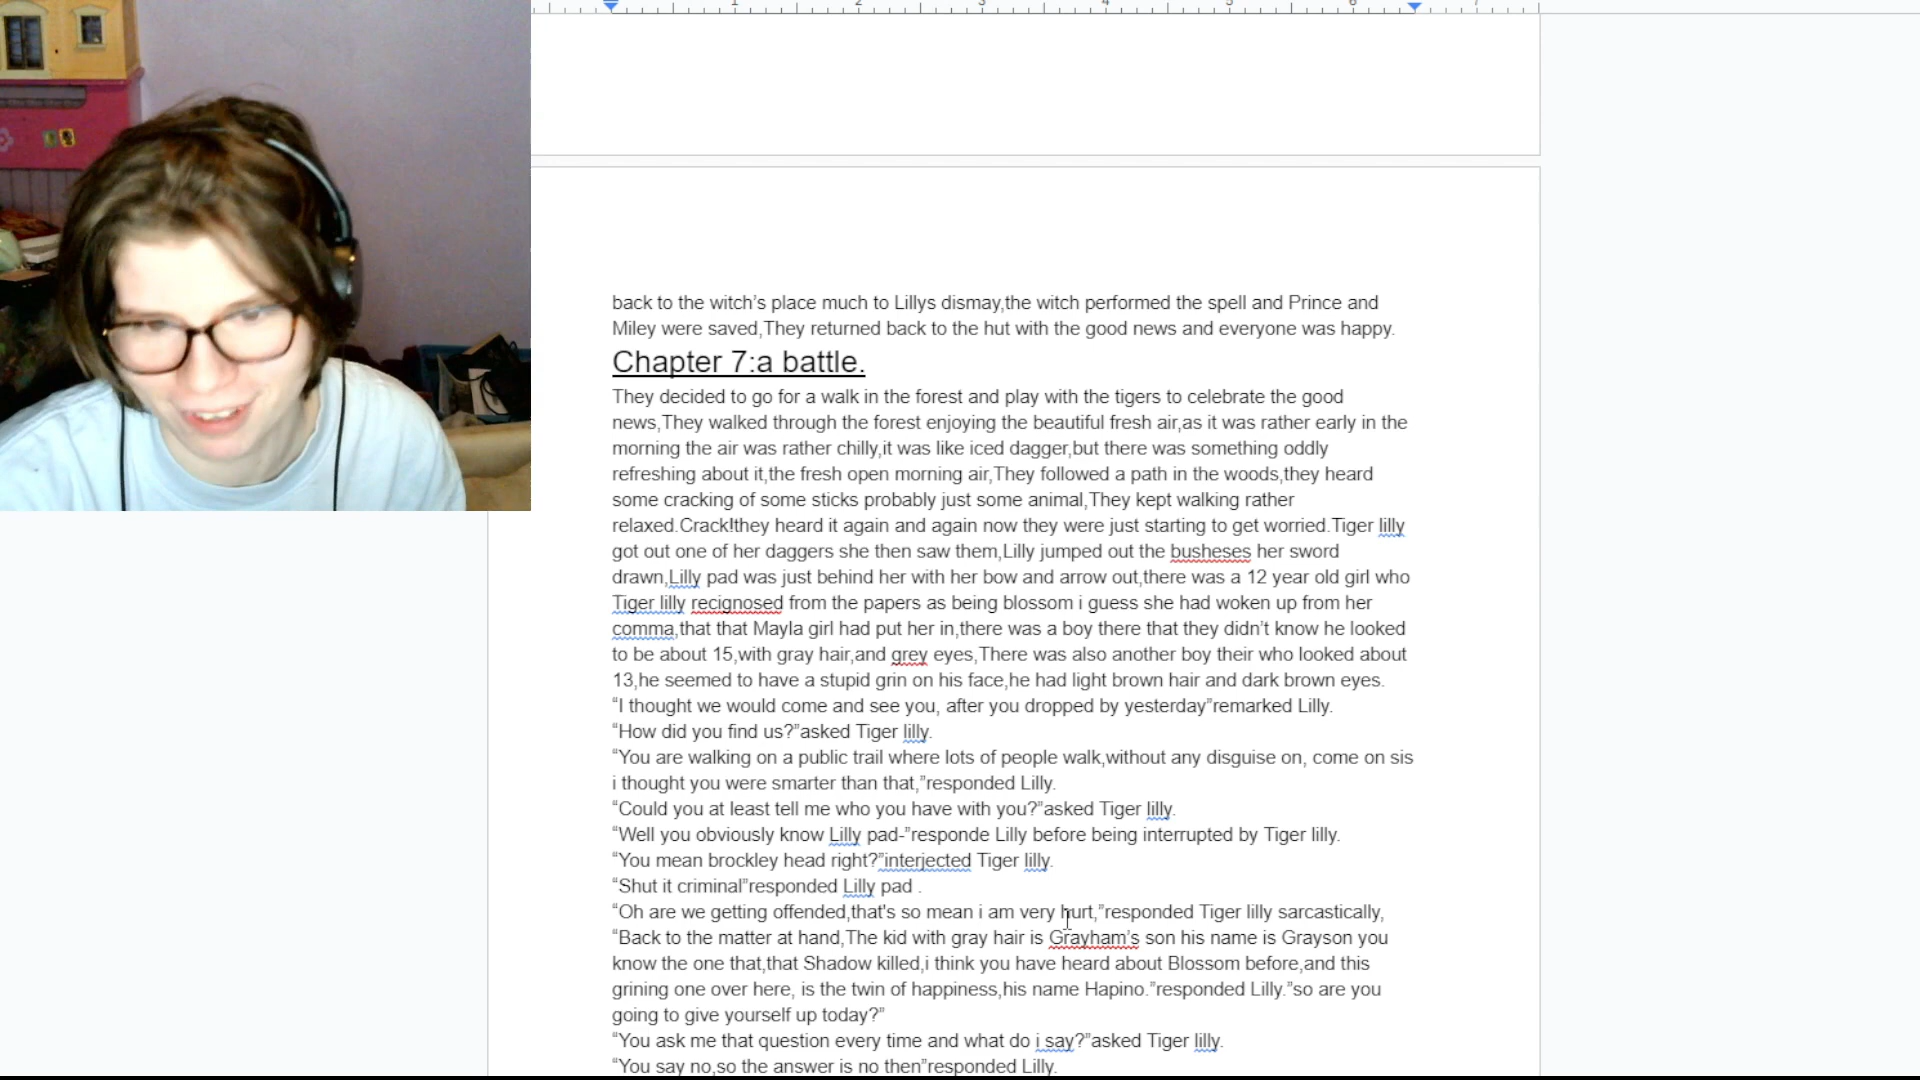 1 2 3 4 5 6 7
back to the witch's place much to Lillys dismay,the witch performed the spell and Prince and
Miley were saved,They returned back to the hut with the good news and everyone was happy.
Chapter 7:a battle.
They decided to go for a walk in the forest and play with the tigers to celebrate the good
news,They walked through the forest enjoying the beautiful fresh air,as it was rather early in the
morning the air was rather chilly,it was like iced dagger,but there was something oddly
refreshing about it,the fresh open morning air,They followed a path in the woods,they heard
some cracking of some sticks probably just some animal,They kept walking rather
relaxed.Crack!they heard it again and again now they were just starting to get worried.Tiger lilly
got out one of her daggers she then saw them,Lilly jumped out the busheses her sword
drawn,Lilly pad was just behind her with her bow and arrow out,there was a 12 year old girl who
Tiger lilly recignosed from the papers as being blossom i guess she had woken up from her
comma,that that Mayla girl had put her in,there was a boy there that they didn't know he looked
to be about 15,with gray hair,and grey eyes,There was also another boy their who looked about
13,he seemed to have a stupid grin on his face,he had light brown hair and dark brown eyes.
“I thought we would come and see you, after you dropped by yesterday”remarked Lilly.
“How did you find us?”asked Tiger lilly.
“You are walking on a public trail where lots of people walk,without any disguise on, come on sis
i thought you were smarter than that,”responded Lilly.
“Could you at least tell me who you have with you?”asked Tiger lilly.
“Well you obviously know Lilly pad-”responde Lilly before being interrupted by Tiger lilly.
“You mean brockley head right?”interjected Tiger lilly.
“Shut it criminal”responded Lilly pad .
“Oh are we getting offended,that's so mean i am very hurt,”responded Tiger lilly sarcastically,
“Back to the matter at hand,The kid with gray hair is Grayham's son his name is Grayson you
know the one that,that Shadow killed,i think you have heard about Blossom before,and this
grining one over here, is the twin of happiness,his name Hapino.”responded Lilly.”so are you
going to give yourself up today?”
“You ask me that question every time and what do i say?”asked Tiger lilly.
“You say no,so the answer is no then”responded Lilly.